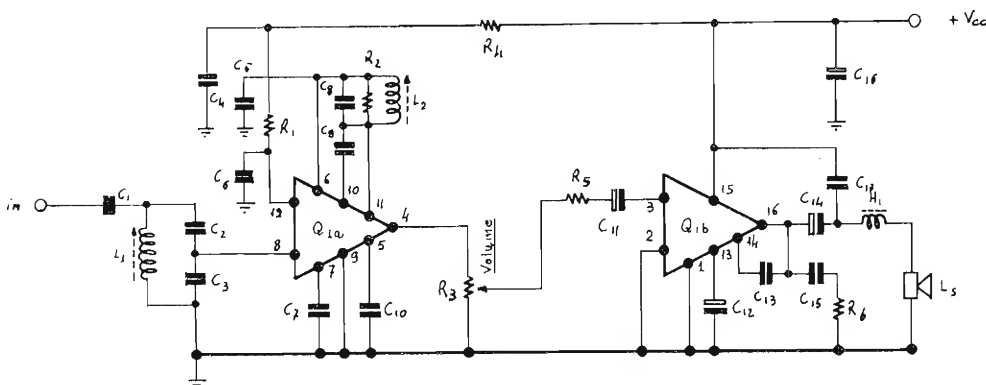 + Vcc
R4
C4
C5
C8
R2
L2
C16
R1
C9
C6
6
10
11
12
Q1a
4
8
7
9
5
in
C1
C2
L1
C3
C7
C10
R3
Volume
R5
C11
3
15
C17
H1
Q1b
16
C14
2
14
1
13
C12
C13
C15
R6
Ls